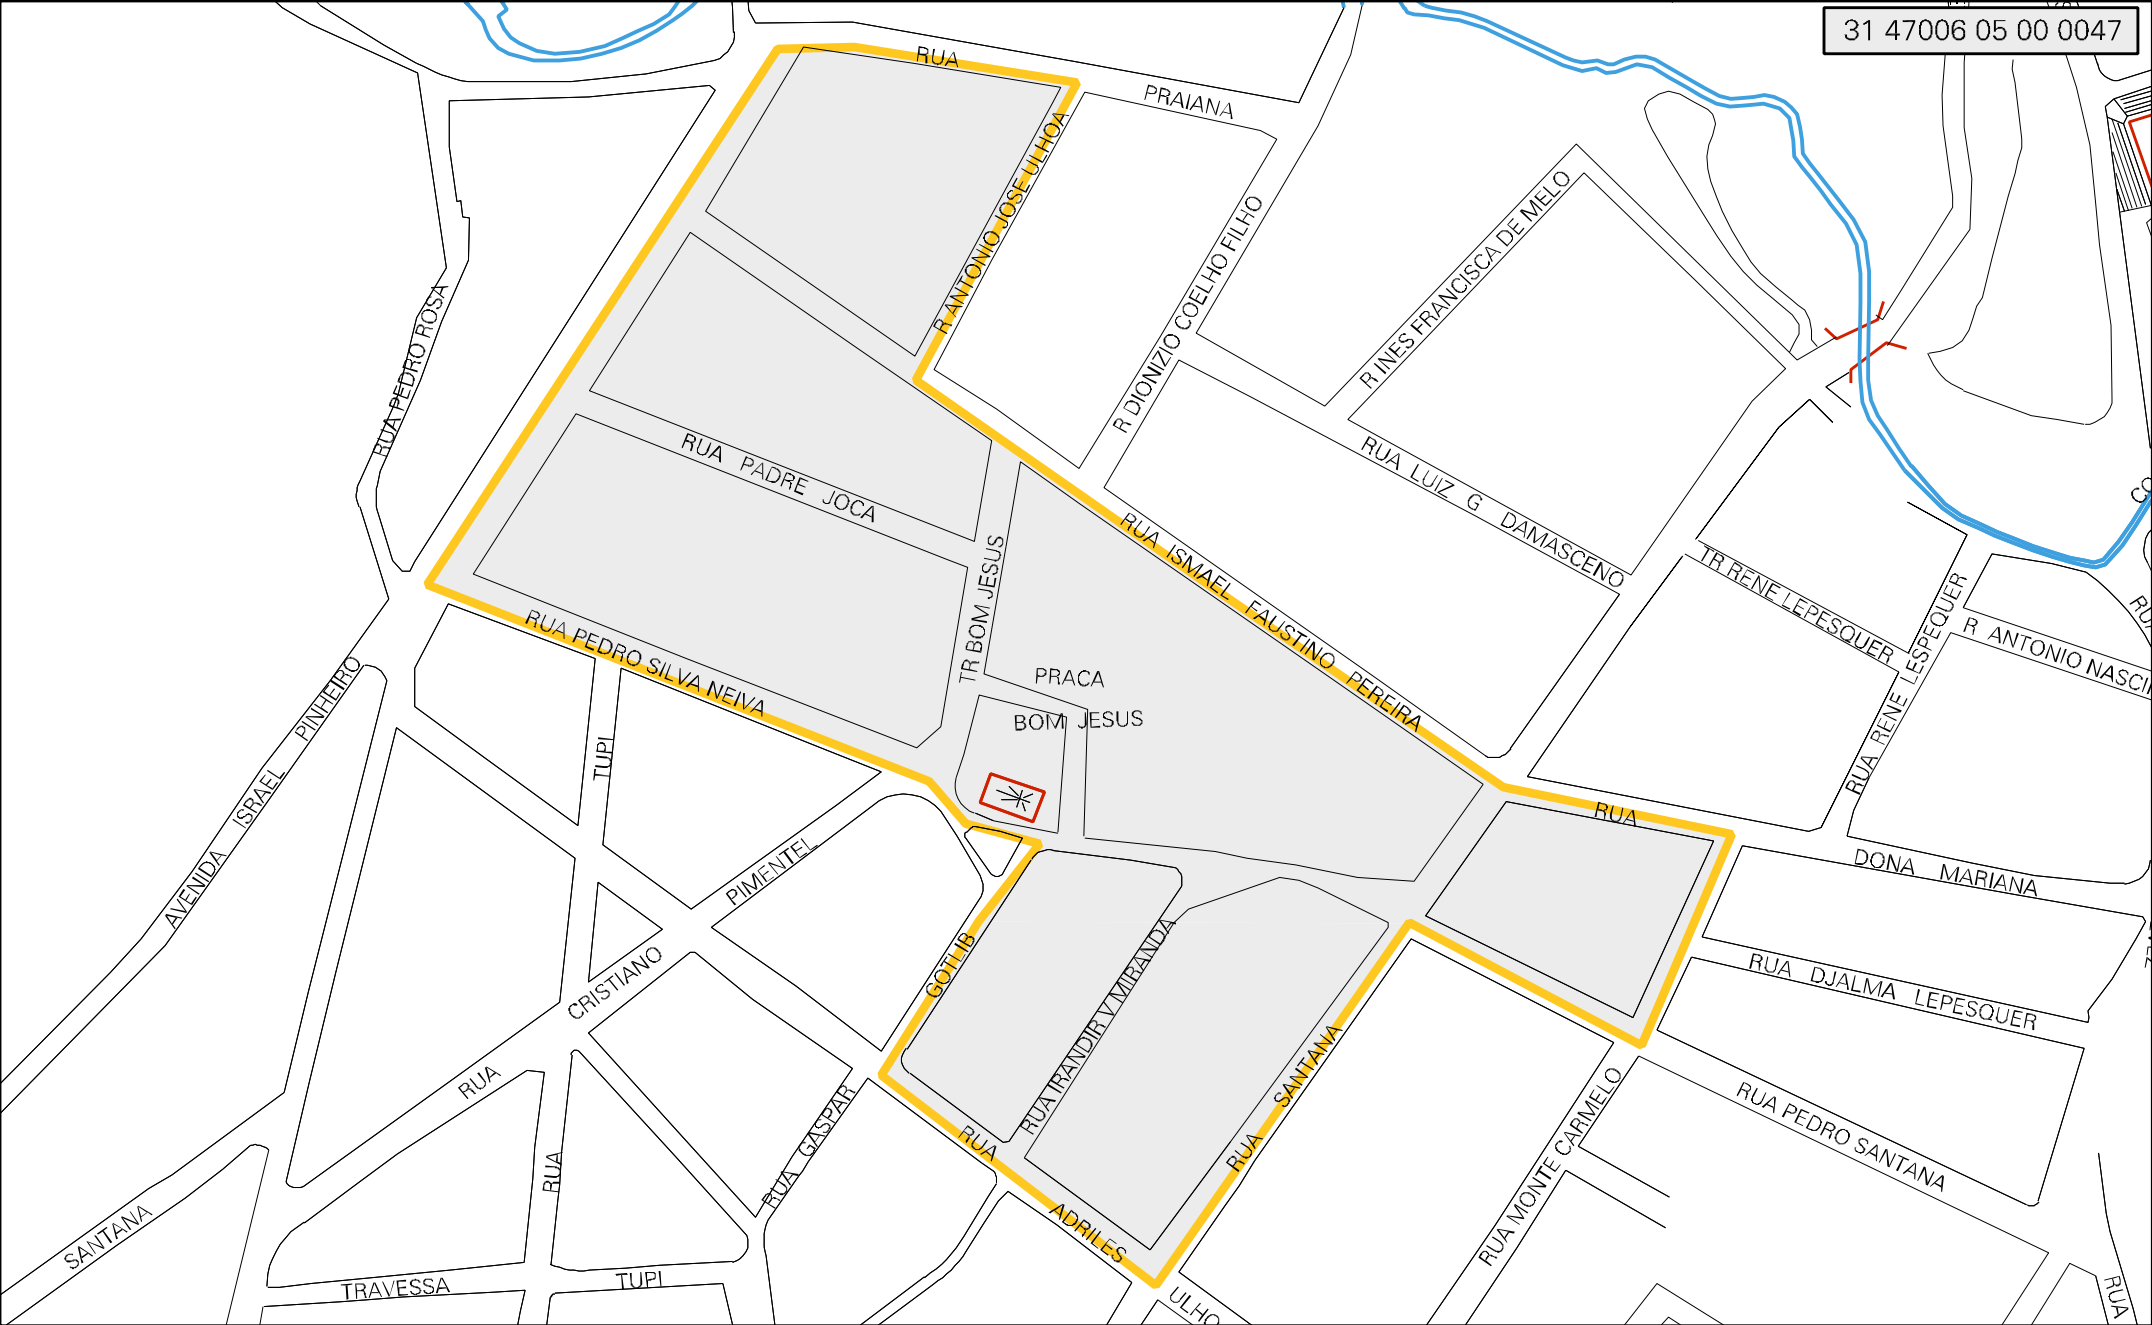 31 47006 05 00 0047
RUA
PRAIANA
R ANTONIO JOSE ULHOA
R DIONIZIO COELHO FILHO
R INES FRANCISCA DE MELO
RUA PEDRO ROSA
RUA PADRE JOCA
RUA LUIZ G DAMASCENO
RUA ISMAEL FAUSTINO PEREIRA
TR BOM JESUS
TR RENE LEPESQUER
RUA RENE LESPEQUER
R ANTONIO NASCI
RUA PEDRO SILVA NEIVA
PRACA
BOM JESUS
AVENIDA ISRAEL PINHEIRO
TUPI
PIMENTEL
RUA
DONA MARIANA
GOTLIB
RUA IRANDIR V MIRANDA
CRISTIANO
RUA DJALMA LEPESQUER
RUA
SANTANA
RUA
RUA GASPAR
RUA
RUA
ADRILES
ULHO
RUA MONTE CARMELO
RUA PEDRO SANTANA
SANTANA
TRAVESSA
TUPI
RUA